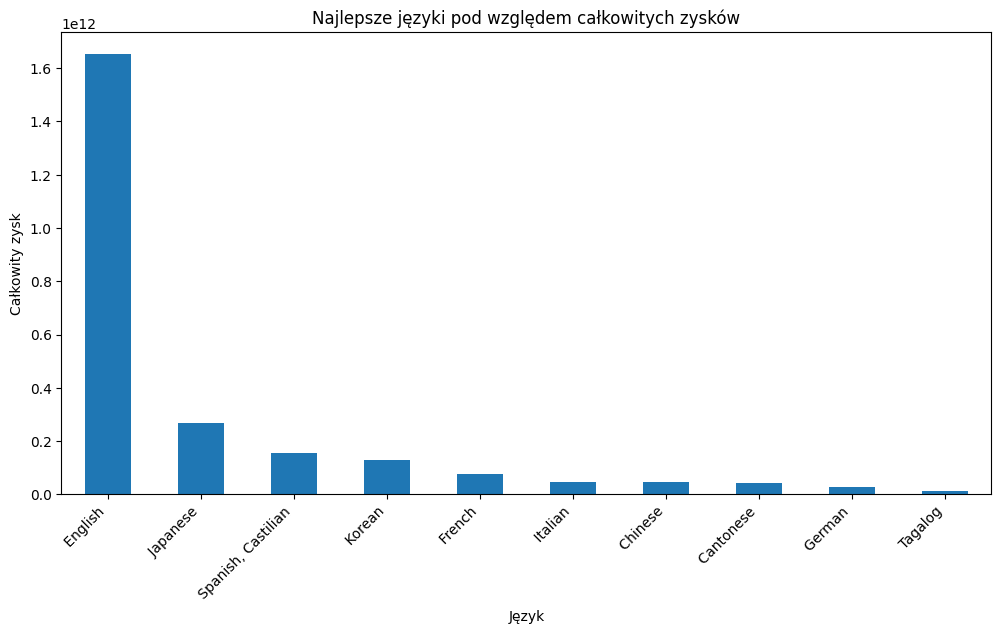 Najlepsze języki pod względem całkowitych zysków
1e12
1.6
1.4
1.2
1.0
0.8
0.6
0.4
0.2
0.0
Całkowity zysk
English
Japanese
Spanish, Castilian
Korean
French
Italian
Chinese
Cantonese
German
Tagalog
Język